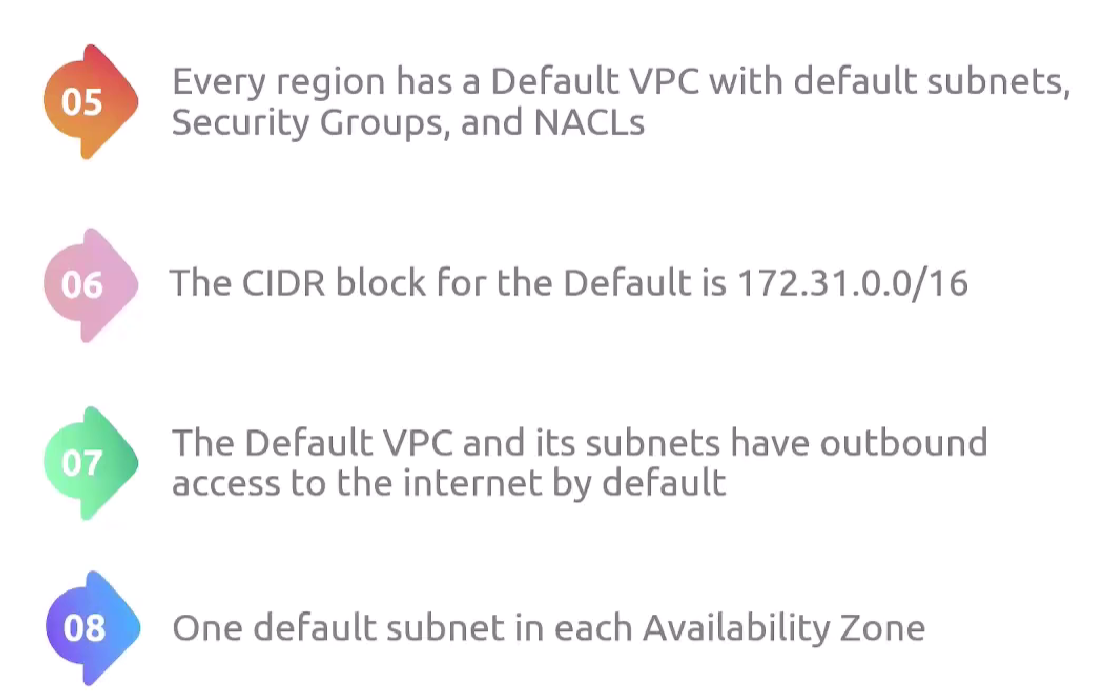 05
Every region has a Default VPC with default subnets,
Security Groups, and NACLs
06
The CIDR block for the Default is 172.31.0.0/16
07
The Default VPC and its subnets have outbound
access to the internet by default
08
One default subnet in each Availability Zone